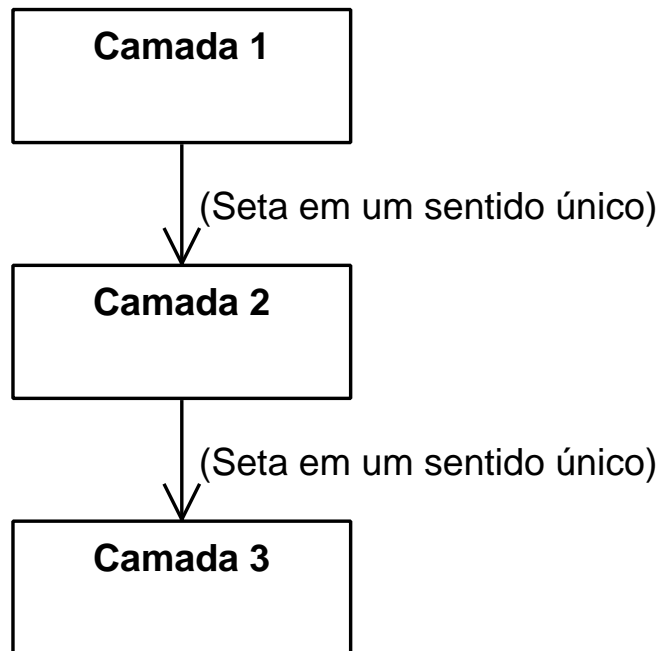 Camada 1
(Seta em um sentido único)
Camada 2
(Seta em um sentido único)
Camada 3